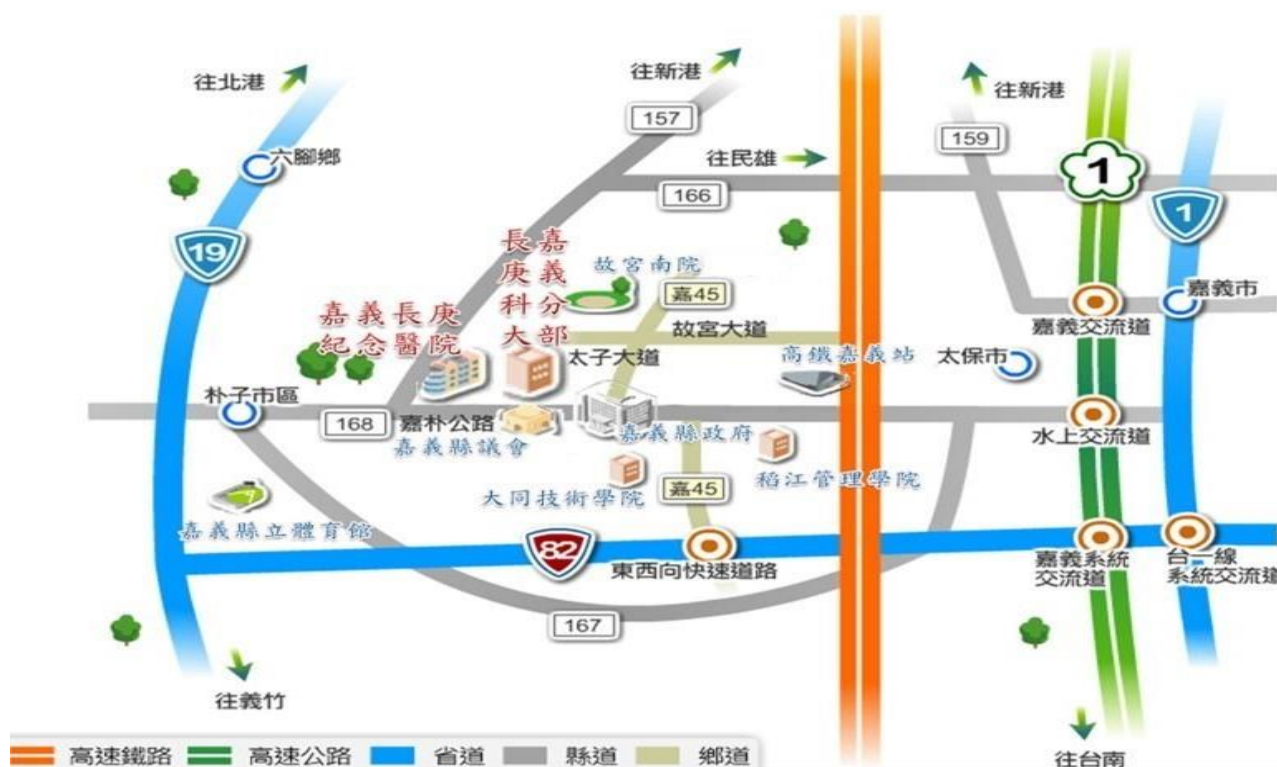 往北港
往新港
往新港
157
159
往民雄
1
六腳鄉
166
1
19
嘉義分部
長庚科大
故宮南院
嘉45
嘉義市
嘉義長庚
紀念醫院
故宮大道
嘉義交流道
太子大道
高鐵嘉義站
太保市
朴子市區
168
嘉朴公路
嘉義縣政府
水上交流道
嘉義縣議會
大同技術學院
嘉45
稻江管理學院
嘉義縣立體育館
82
東西向快速道路
嘉義系統
交流道
台一線
系統交流道
167
往義竹
往台南
高速鐵路
高速公路
省道
縣道
鄉道